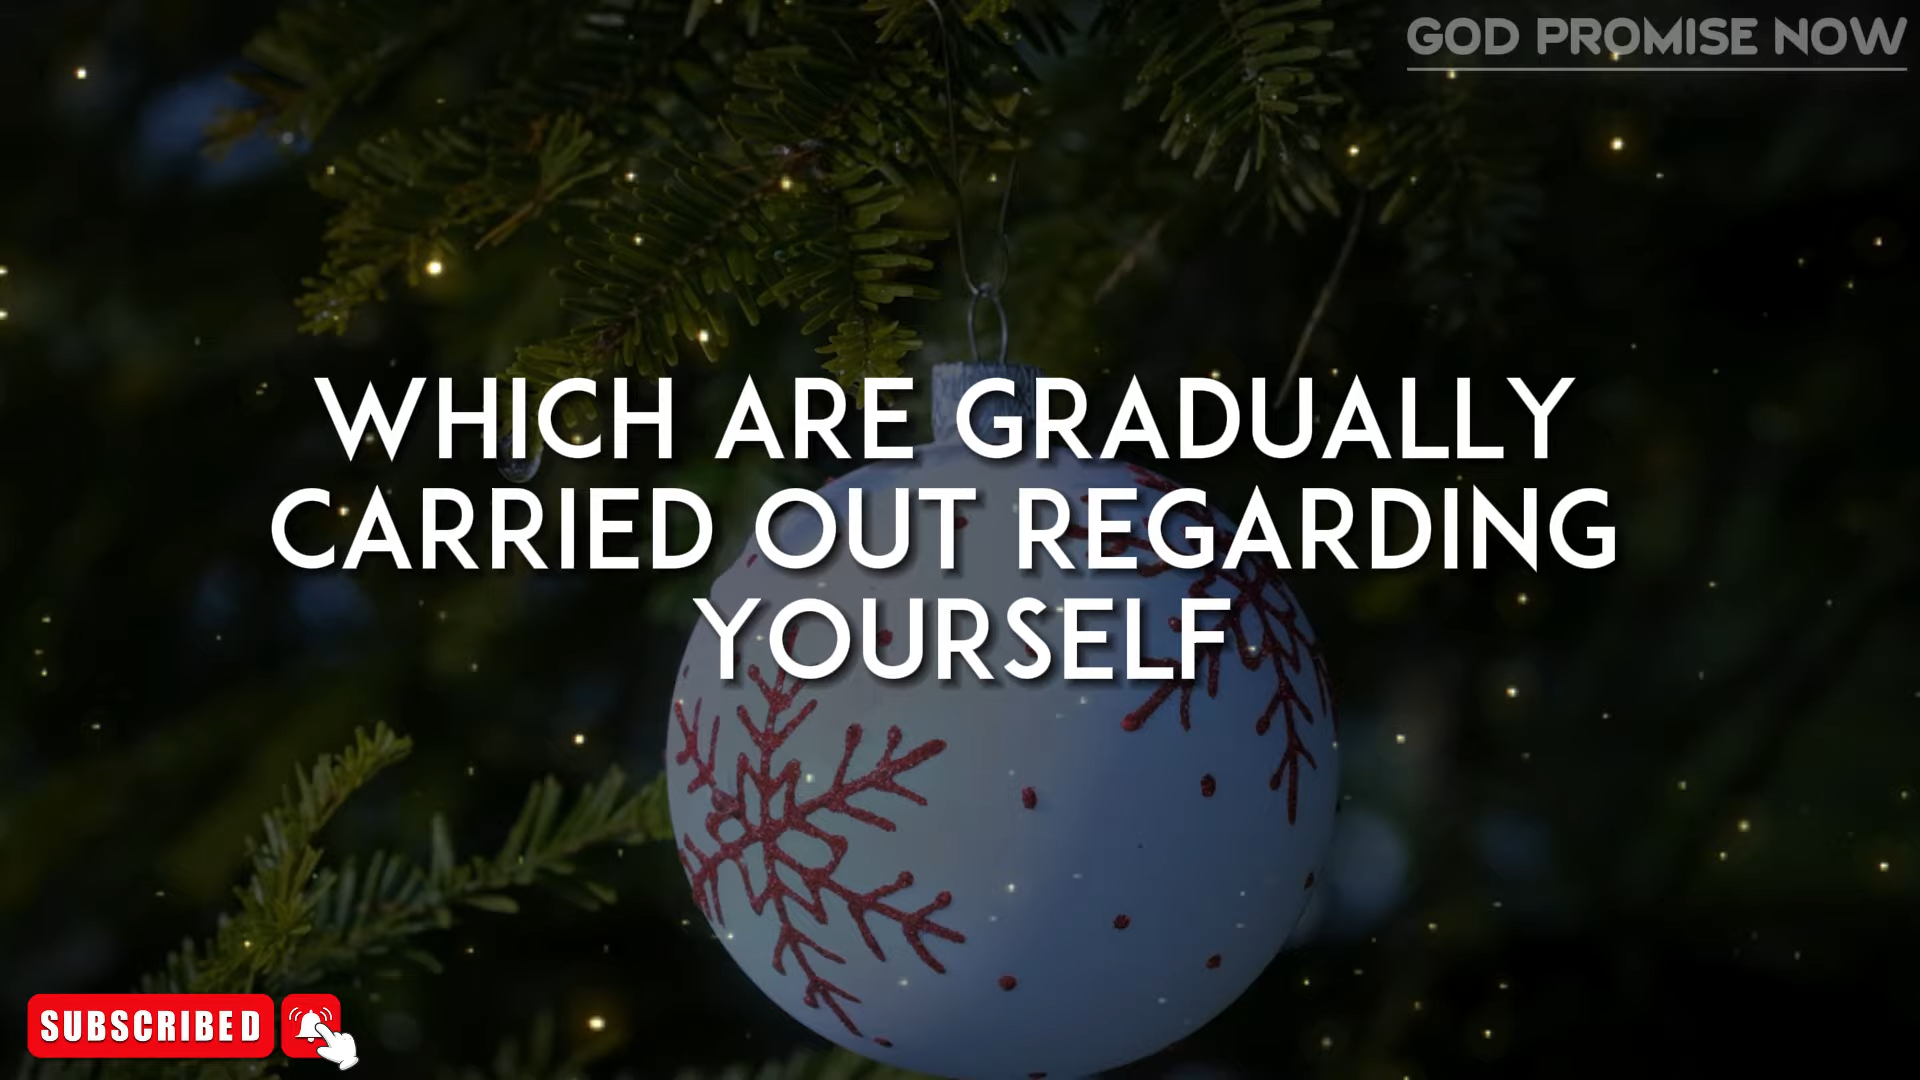 GOD PROMISE NOW
WHICH ARE GRADUALLY
CARRIED OUT REGARDING
YOURSELF
SUBSCRIBED